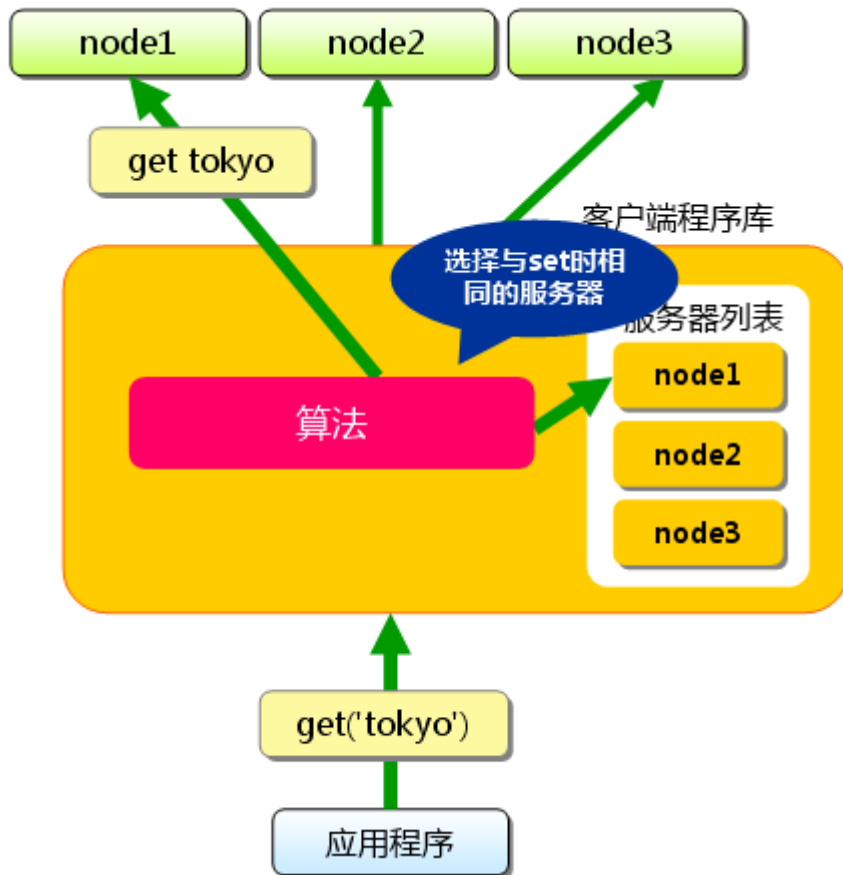 node1
node2
node3
get tokyo
客户端程序库
选择与set时相
同的服务器
服务器列表
node1
算法
node2
node3
get('tokyo')
应用程序